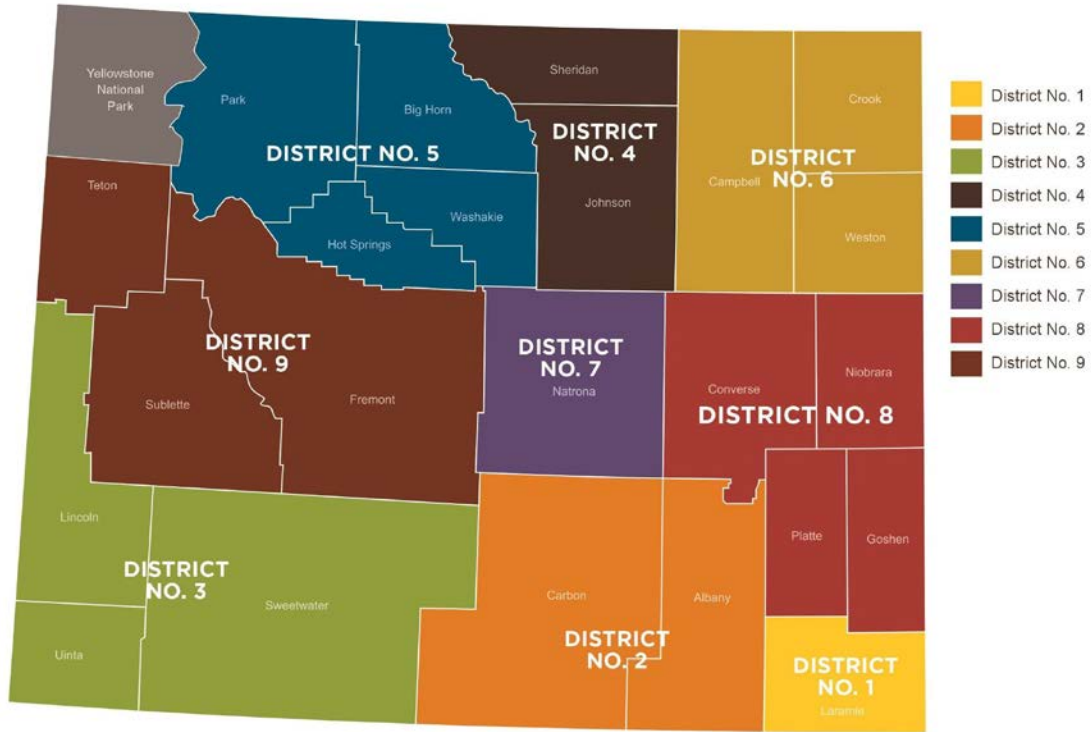 Yellowstone
National
Park
Park
Big Horn
Sheridan
Crook
DISTRICT NO. 5
DISTRICT
NO. 4
DISTRICT
NO. 6
Campbell
Teton
Johnson
Washakie
Hot Springs
Weston
DISTRICT
NO. 9
Sublette
Fremont
DISTRICT
NO. 7
Natrona
Converse
Niobrara
DISTRICT NO. 8
Lincoln
Platte
Goshen
DISTRICT
NO. 3
Sweetwater
Uinta
Carbon
Albany
DISTRICT
NO. 2
DISTRICT
NO. 1
Laramie
District No. 1
District No. 2
District No. 3
District No. 4
District No. 5
District No. 6
District No. 7
District No. 8
District No. 9